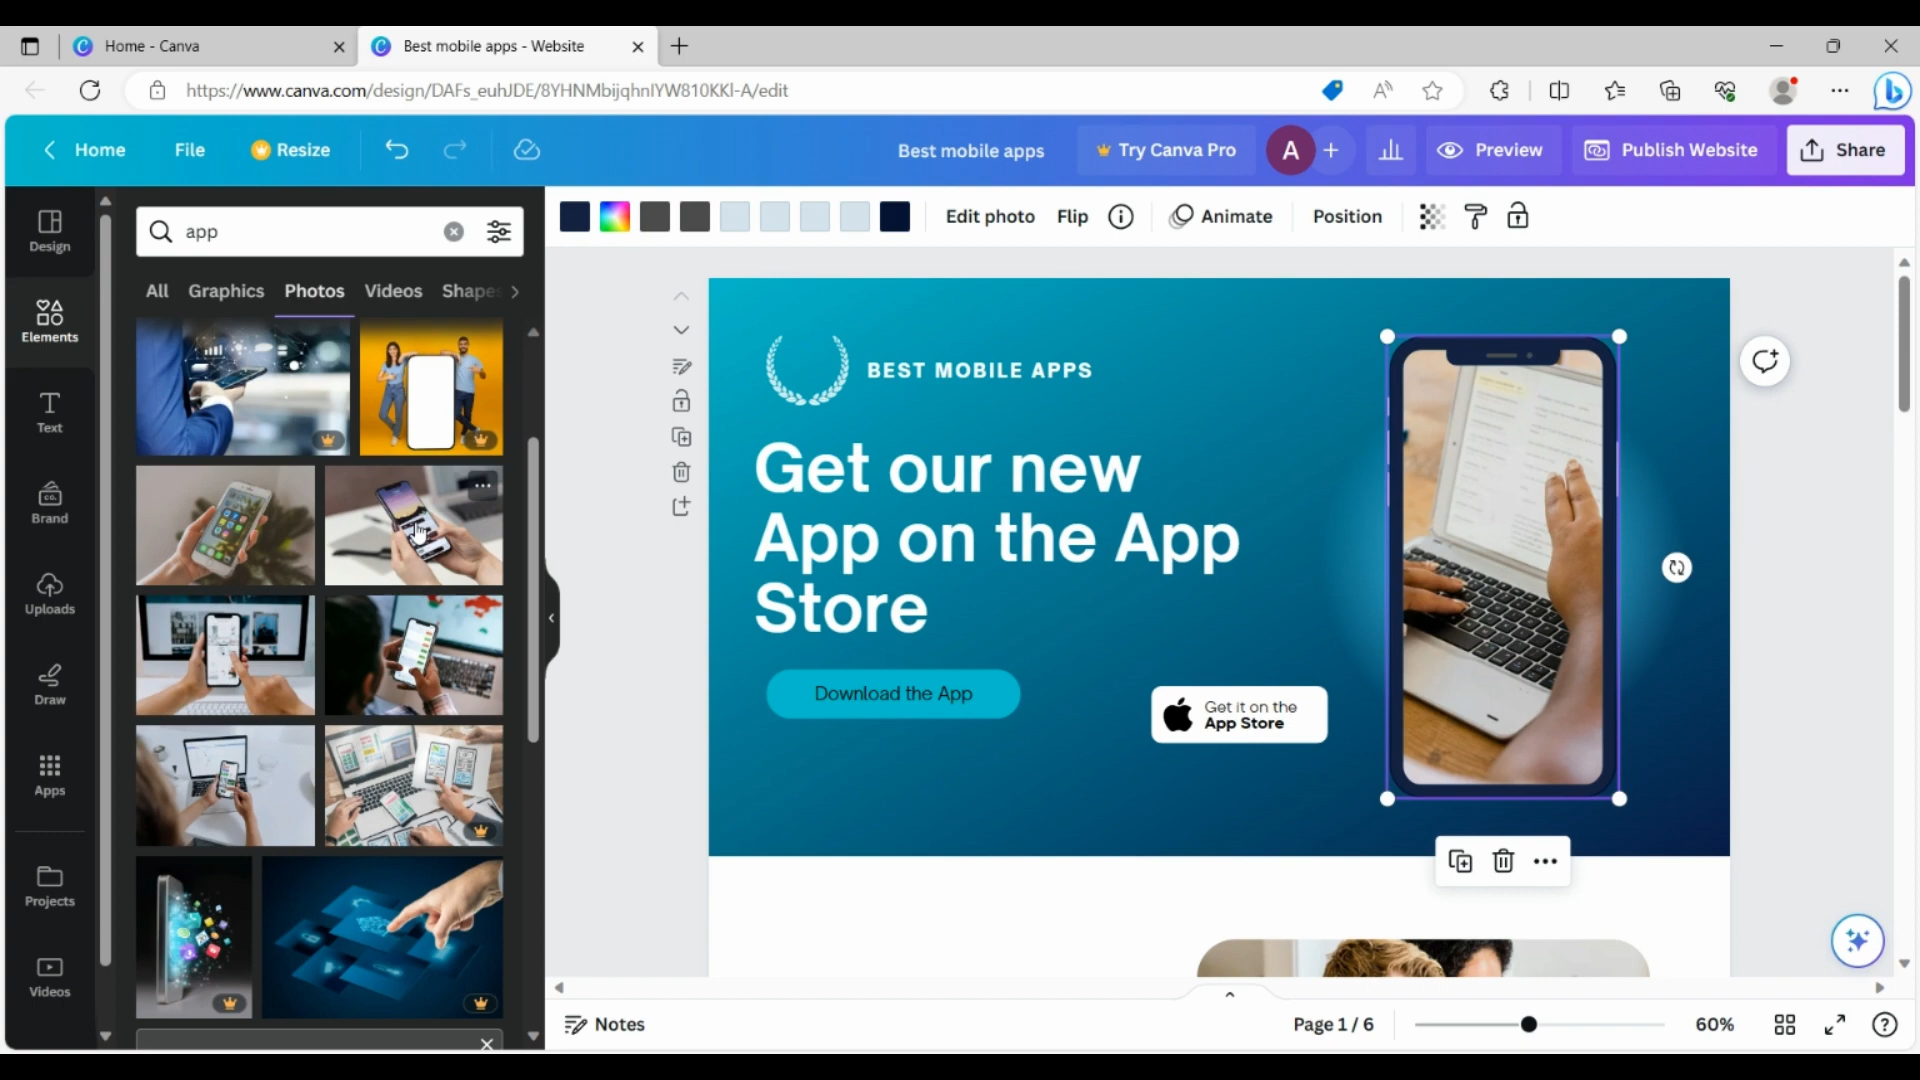 Home - Canva
Best mobile apps - Website
https://www.canva.com/design/DAFs_euhJDE/8YHNMbijqhnIYW810KKI-A/edit
Home
File
Resize
Best mobile apps
Try Canva Pro
A
Preview
Publish Website
Share
Design
Elements
Text
CO.
Brand
Uploads
Draw
Apps
Projects
Videos
app
All
Graphics
Photos
Videos
Shapes
Edit photo
Flip
Animate
Position
BEST MOBILE APPS
Get our new
App on the App
Store
Download the App
Get it on the
App Store
Notes
Page 1 / 6
60%